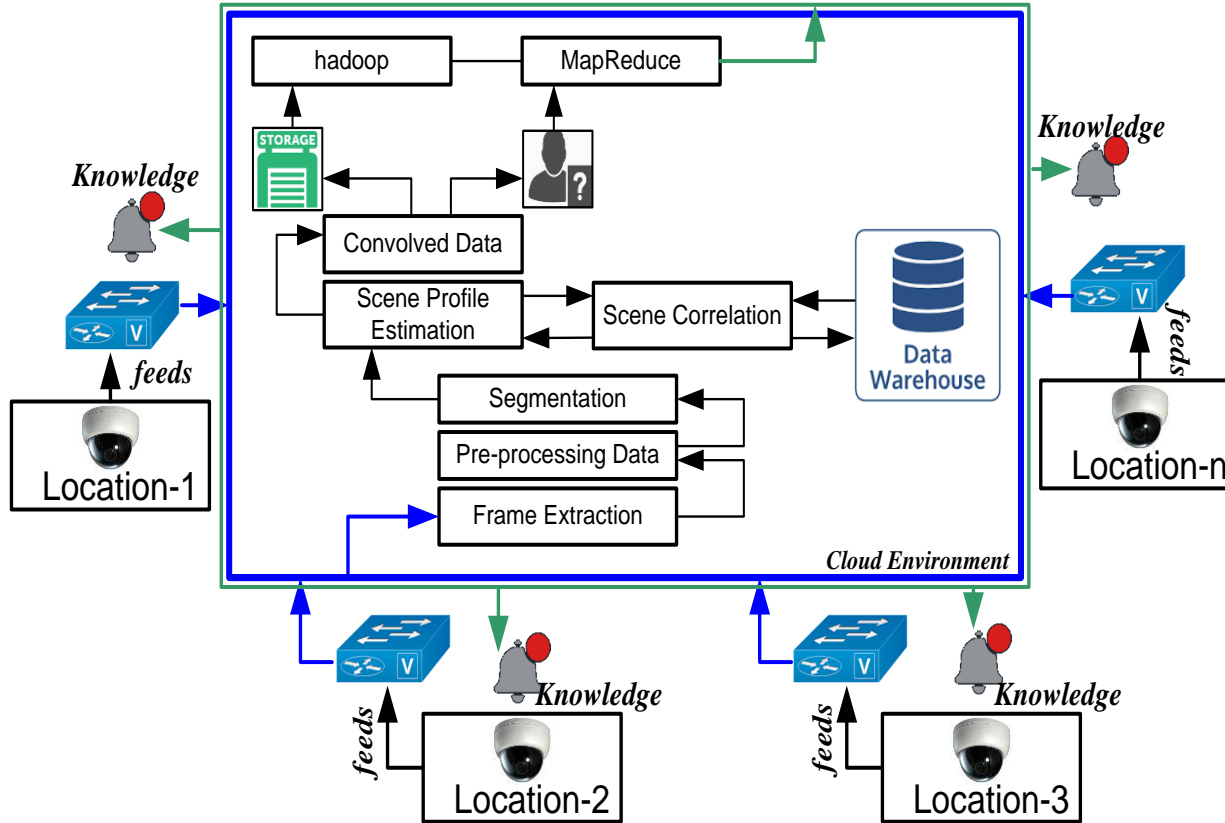 hadoop
MapReduce
STORAGE
?
Knowledge
Knowledge
Convolved Data
Scene Profile
Estimation
Scene Correlation
Data
Warehouse
V
V
feeds
feeds
Segmentation
Pre-processing Data
Frame Extraction
Location-1
Location-n
Cloud Environment
V
V
Knowledge
Knowledge
feeds
feeds
Location-2
Location-3